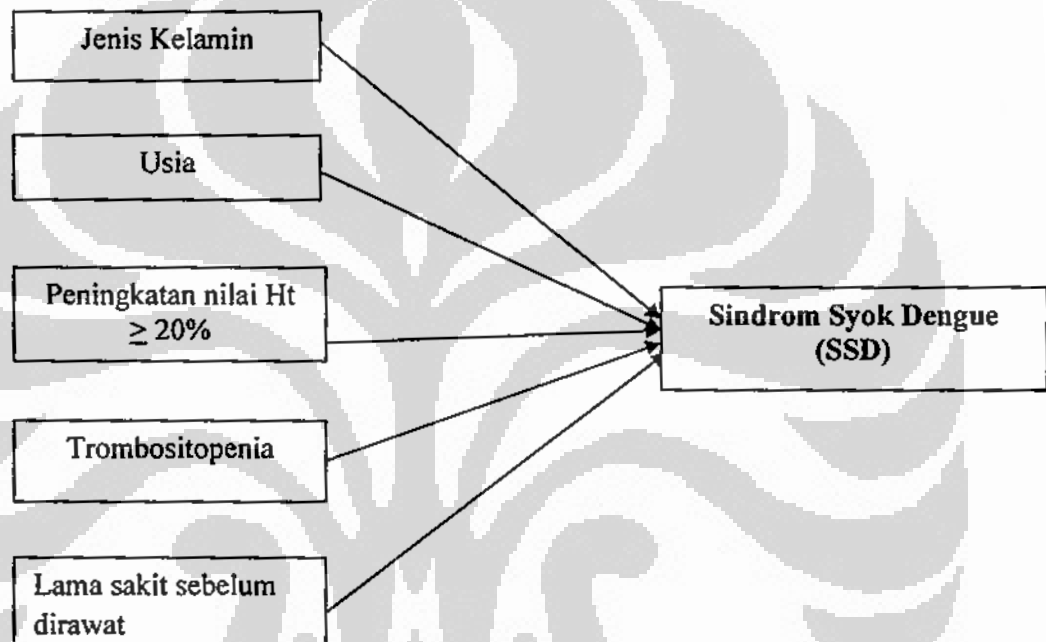 Jenis Kelamin
Usia
Peningkatan nilai Ht
≥ 20%
Trombositopenia
Lama sakit sebelum
dirawat
Sindrom Syok Dengue
(SSD)